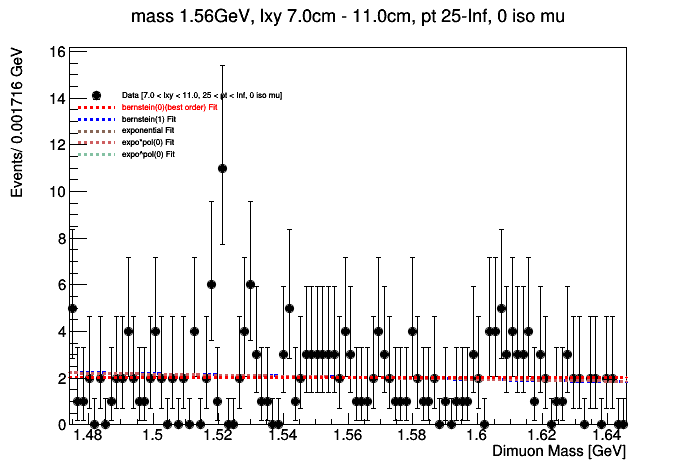 mass 1.56GeV, lxy 7.0cm - 11.0cm, pt 25-Inf, 0 iso mu
Events/ 0.001716 GeV
16
14
12
10
8
6
4
2
0
Data [7.0 < lxy < 11.0, 25 < pt < Inf, 0 iso mu]
bernstein(0)(best order) Fit
bernstein(1) Fit
exponential Fit
expo*pol(0) Fit
expo^pol(0) Fit
1.48 1.5 1.52 1.54 1.56 1.58 1.6 1.62 1.64
Dimuon Mass [GeV]